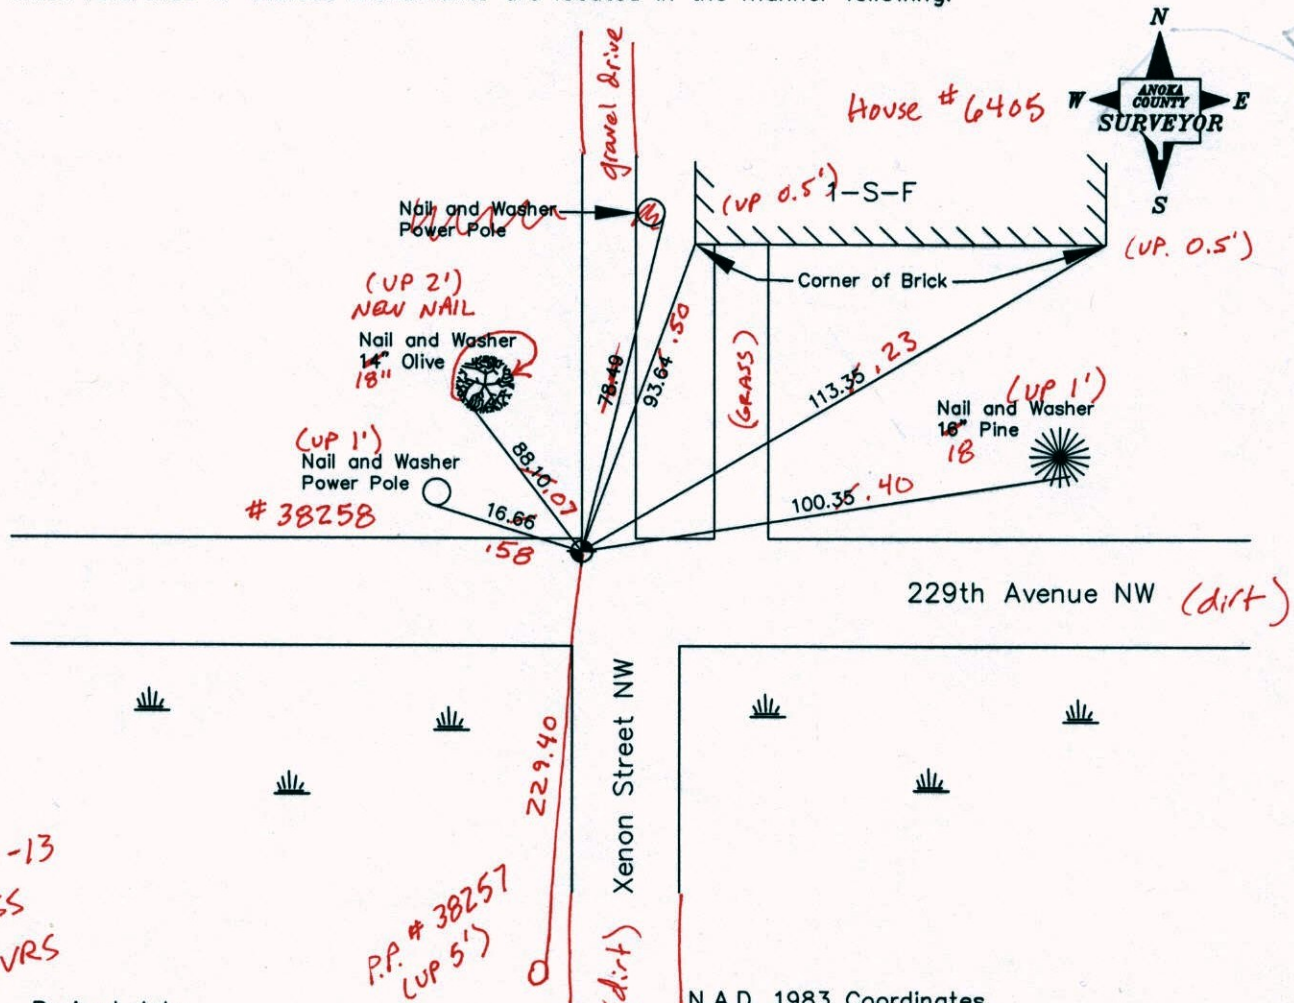 N
W
E
S
ANOKA
COUNTY
SURVEYOR
House # 6405
gravel drive
Nail and Washer
Power Pole
(UP 0.5')
1-S-F
(UP. 0.5')
Corner of Brick
(UP 2')
NEW NAIL
Nail and Washer
14" Olive
18"
78.49
93.64 .50
(GRASS)
113.35 .23
(UP 1')
Nail and Washer
16" Pine
18
(UP 1')
Nail and Washer
Power Pole
# 38258
88.10 .07
16.66
.58
100.35 .40
229th Avenue NW (dirt)
Xenon Street NW
(dirt)
229.40
P.P. # 38257
(UP 5')
-13
VRS
N.A.D. 1983 Coordinates